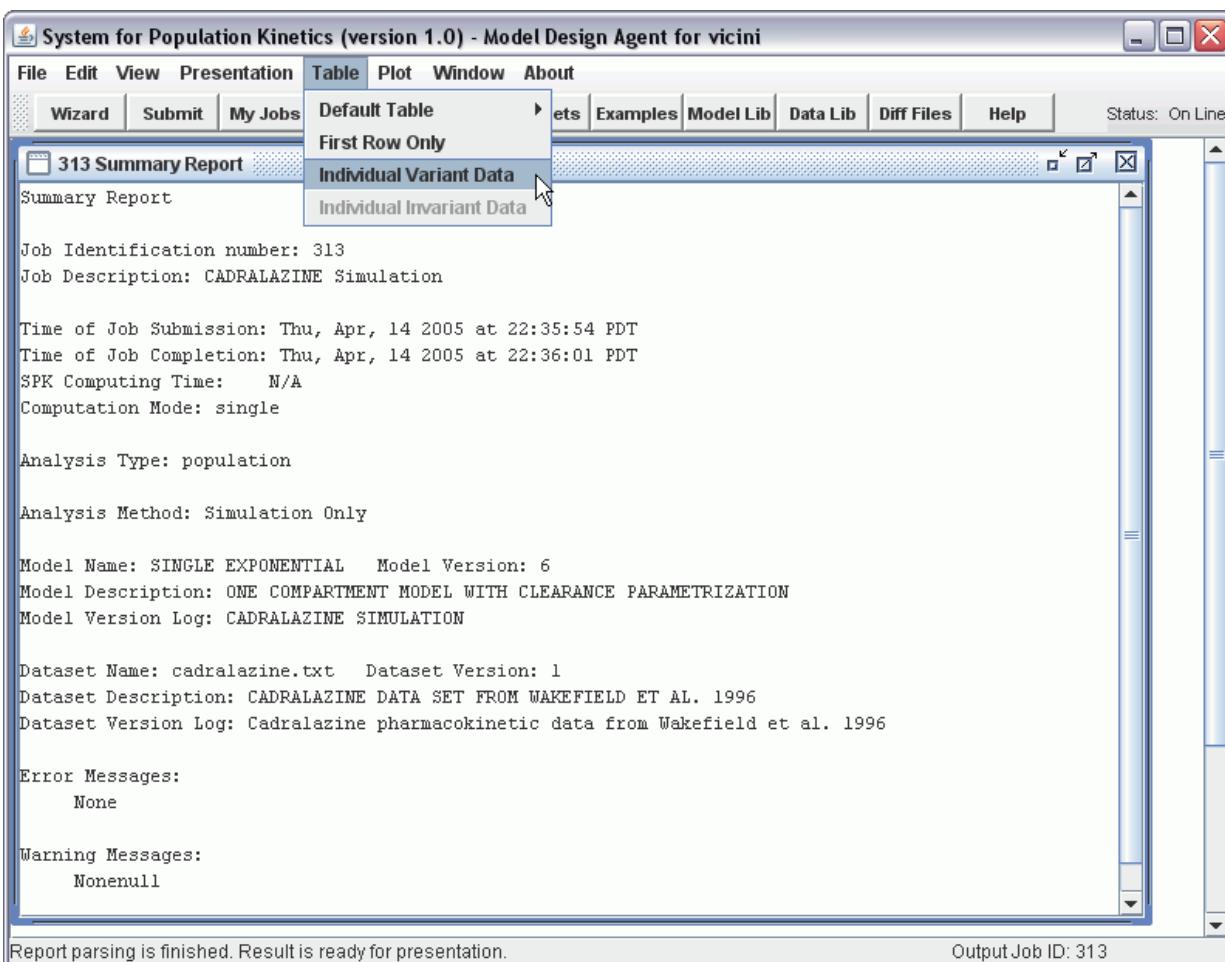 System for Population Kinetics (version 1.0) - Model Design Agent for vicini
File Edit View Presentation Table Plot Window About
Wizard Submit My Jobs ets Examples Model Lib Data Lib Diff Files Help Status: On Line
Default Table
First Row Only
Individual Variant Data
Individual Invariant Data
313 Summary Report
Summary Report
Job Identification number: 313
Job Description: CADRALAZINE Simulation
Time of Job Submission: Thu, Apr, 14 2005 at 22:35:54 PDT
Time of Job Completion: Thu, Apr, 14 2005 at 22:36:01 PDT
SPK Computing Time: N/A
Computation Mode: single
Analysis Type: population
Analysis Method: Simulation Only
Model Name: SINGLE EXPONENTIAL Model Version: 6
Model Description: ONE COMPARTMENT MODEL WITH CLEARANCE PARAMETRIZATION
Model Version Log: CADRALAZINE SIMULATION
Dataset Name: cadralazine.txt Dataset Version: 1
Dataset Description: CADRALAZINE DATA SET FROM WAKEFIELD ET AL. 1996
Dataset Version Log: Cadralazine pharmacokinetic data from Wakefield et al. 1996
Error Messages:
None
Warning Messages:
Nonenull
Report parsing is finished. Result is ready for presentation. Output Job ID: 313